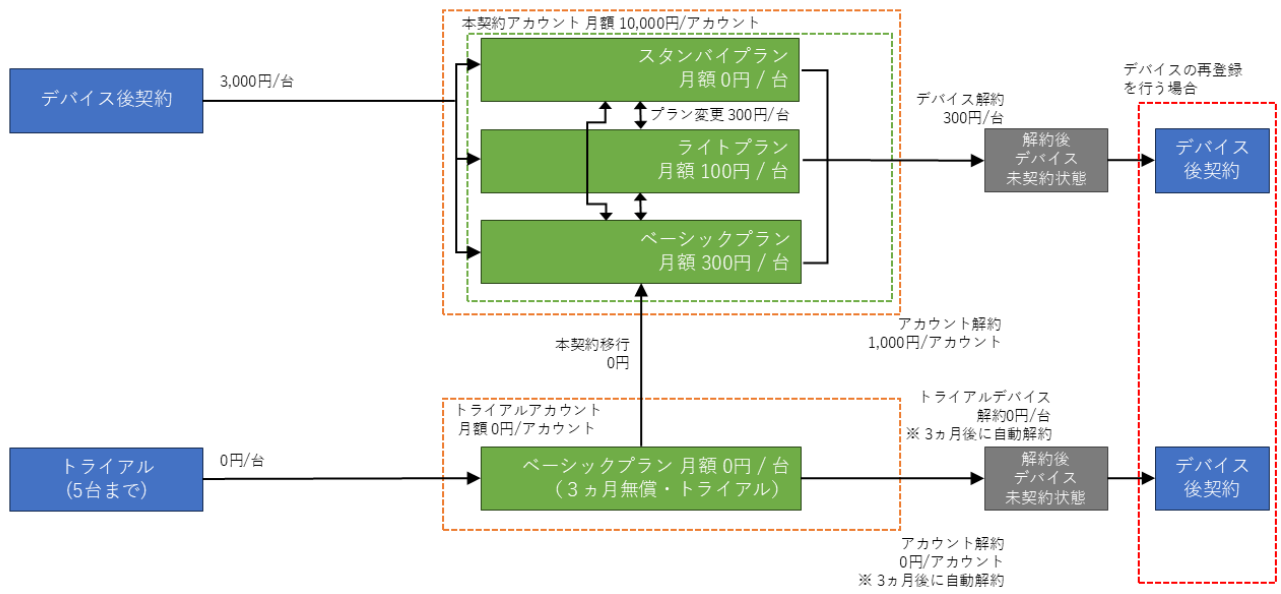 本契約アカウント 月額 10,000円/アカウント
デバイス後契約
3,000円/台
スタンバイプラン
月額 0円 / 台
プラン変更 300円/台
ライトプラン
月額 100円 / 台
ベーシックプラン
月額 300円 / 台
デバイス解約
300円/台
解約後
デバイス
未契約状態
デバイスの再登録
を行う場合
デバイス
後契約
アカウント解約
1,000円/アカウント
本契約移行
0円
トライアル
(5台まで)
0円/台
トライアルアカウント
月額 0円/アカウント
ベーシックプラン 月額 0円 / 台
(３ヵ月無償・トライアル)
トライアルデバイス
解約0円/台
※ 3ヵ月後に自動解約
解約後
デバイス
未契約状態
デバイス
後契約
アカウント解約
0円/アカウント
※ 3ヵ月後に自動解約